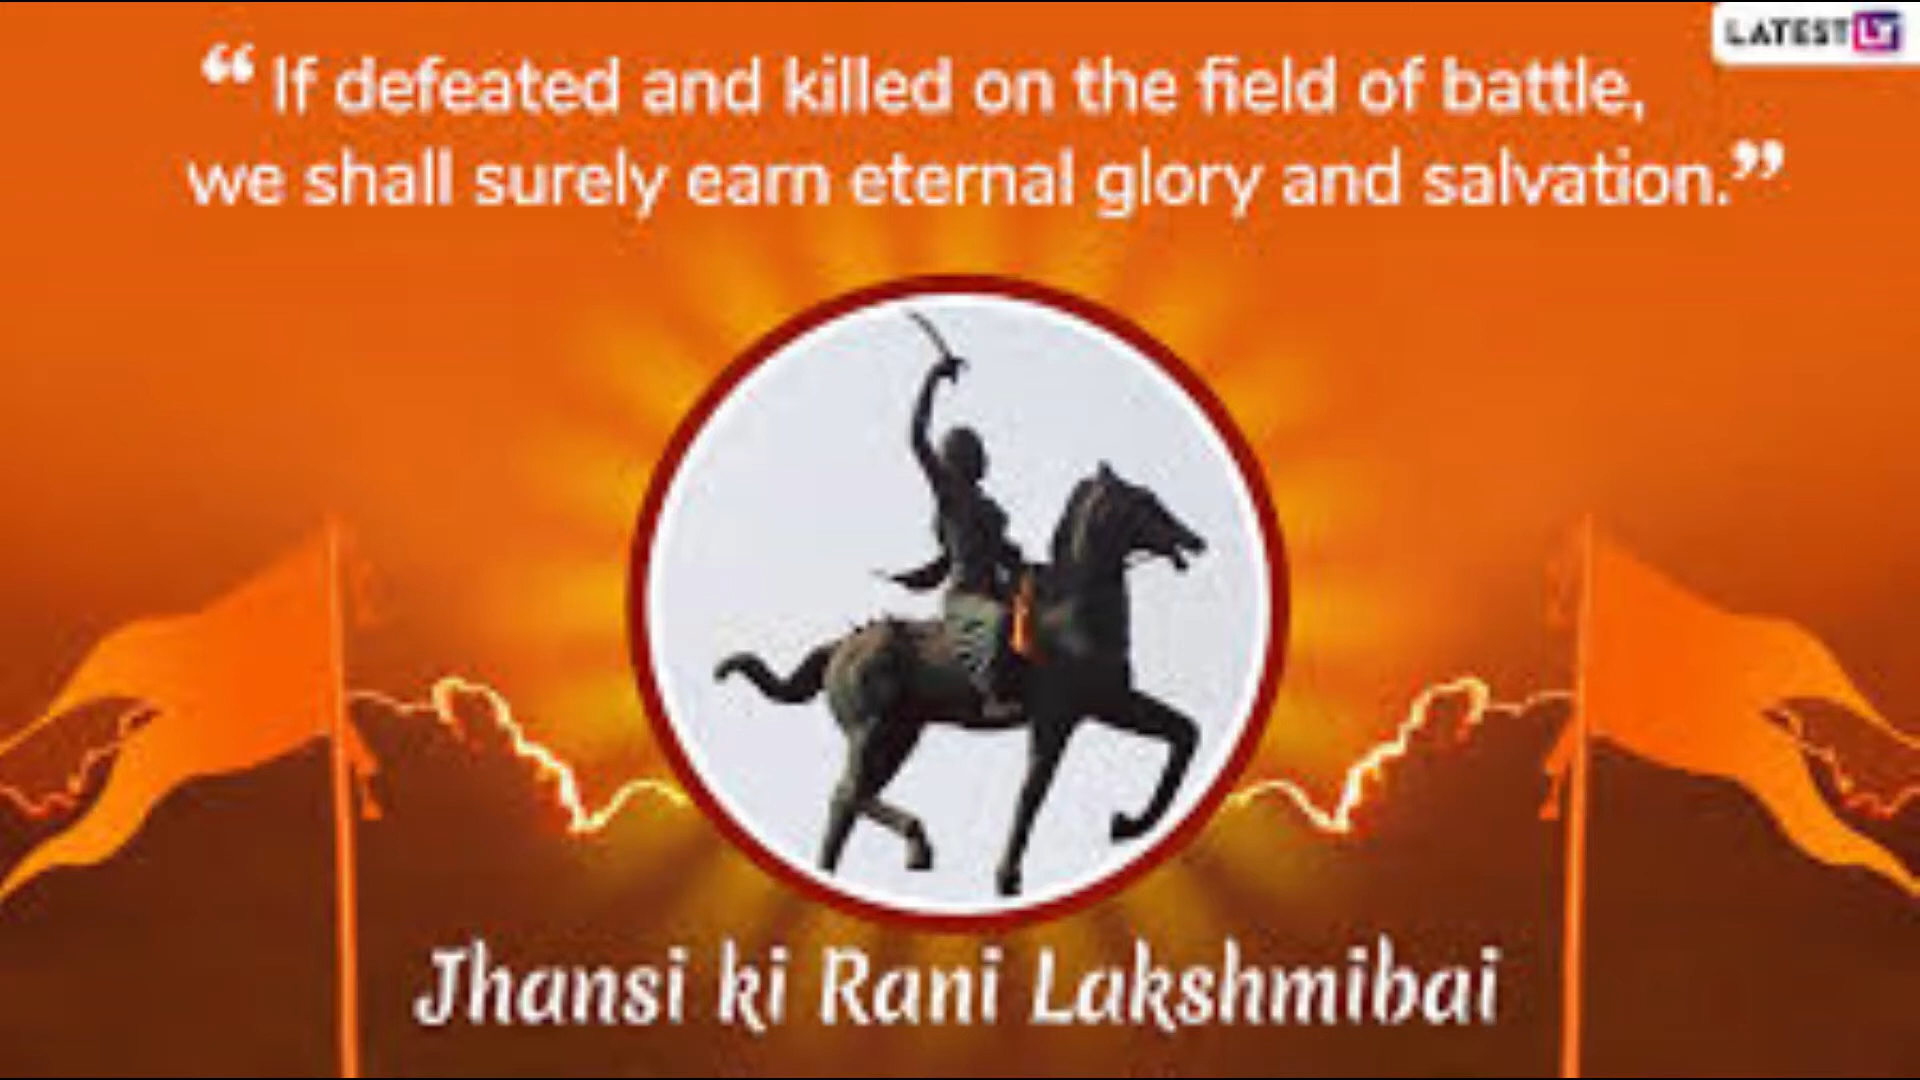 LATESTLY
“If defeated and killed on the field of battle,
we shall surely earn eternal glory and salvation.”
Jhansi ki Rani Lakshmibai